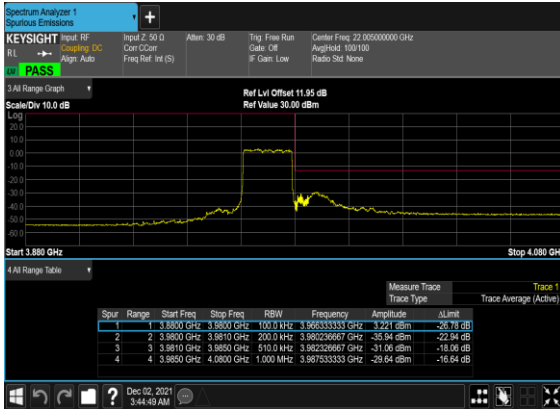 Spectrum Analyzer 1
Spurious Emissions
+
KEYSIGHT
RL
Input: RF
Coupling: DC
Align: Auto
Input Z: 50 Ω
Corr CCorr
Freq Ref: Int (S)
Atten: 30 dB
Trig: Free Run
Gate: Off
IF Gain: Low
Center Freq: 22.005000000 GHz
Avg|Hold: 100/100
Radio Std: None
PASS
3 All Range Graph
Scale/Div 10.0 dB
Ref Lvl Offset 11.95 dB
Ref Value 30.00 dBm
Log
20.0
10.0
0.00
-10.0
-20.0
-30.0
-40.0
-50.0
-60.0
Start 3.880 GHz
Stop 4.080 GH
4 All Range Table
Measure Trace Trace 1
Trace Type Trace Average (Active)
Spur Range Start Freq Stop Freq RBW Frequency Amplitude ΔLimit
1 1 3.8800 GHz 3.9800 GHz 100.0 kHz 3.966333333 GHz 3.221 dBm -26.78 dB
2 2 3.9800 GHz 3.9810 GHz 200.0 kHz 3.980236667 GHz -35.94 dBm -22.94 dB
3 3 3.9810 GHz 3.9850 GHz 510.0 kHz 3.982326667 GHz -31.06 dBm -18.06 dB
4 4 3.9850 GHz 4.0800 GHz 1.000 MHz 3.987533333 GHz -29.64 dBm -16.64 dB
?
Dec 02, 2021
3:44:49 AM